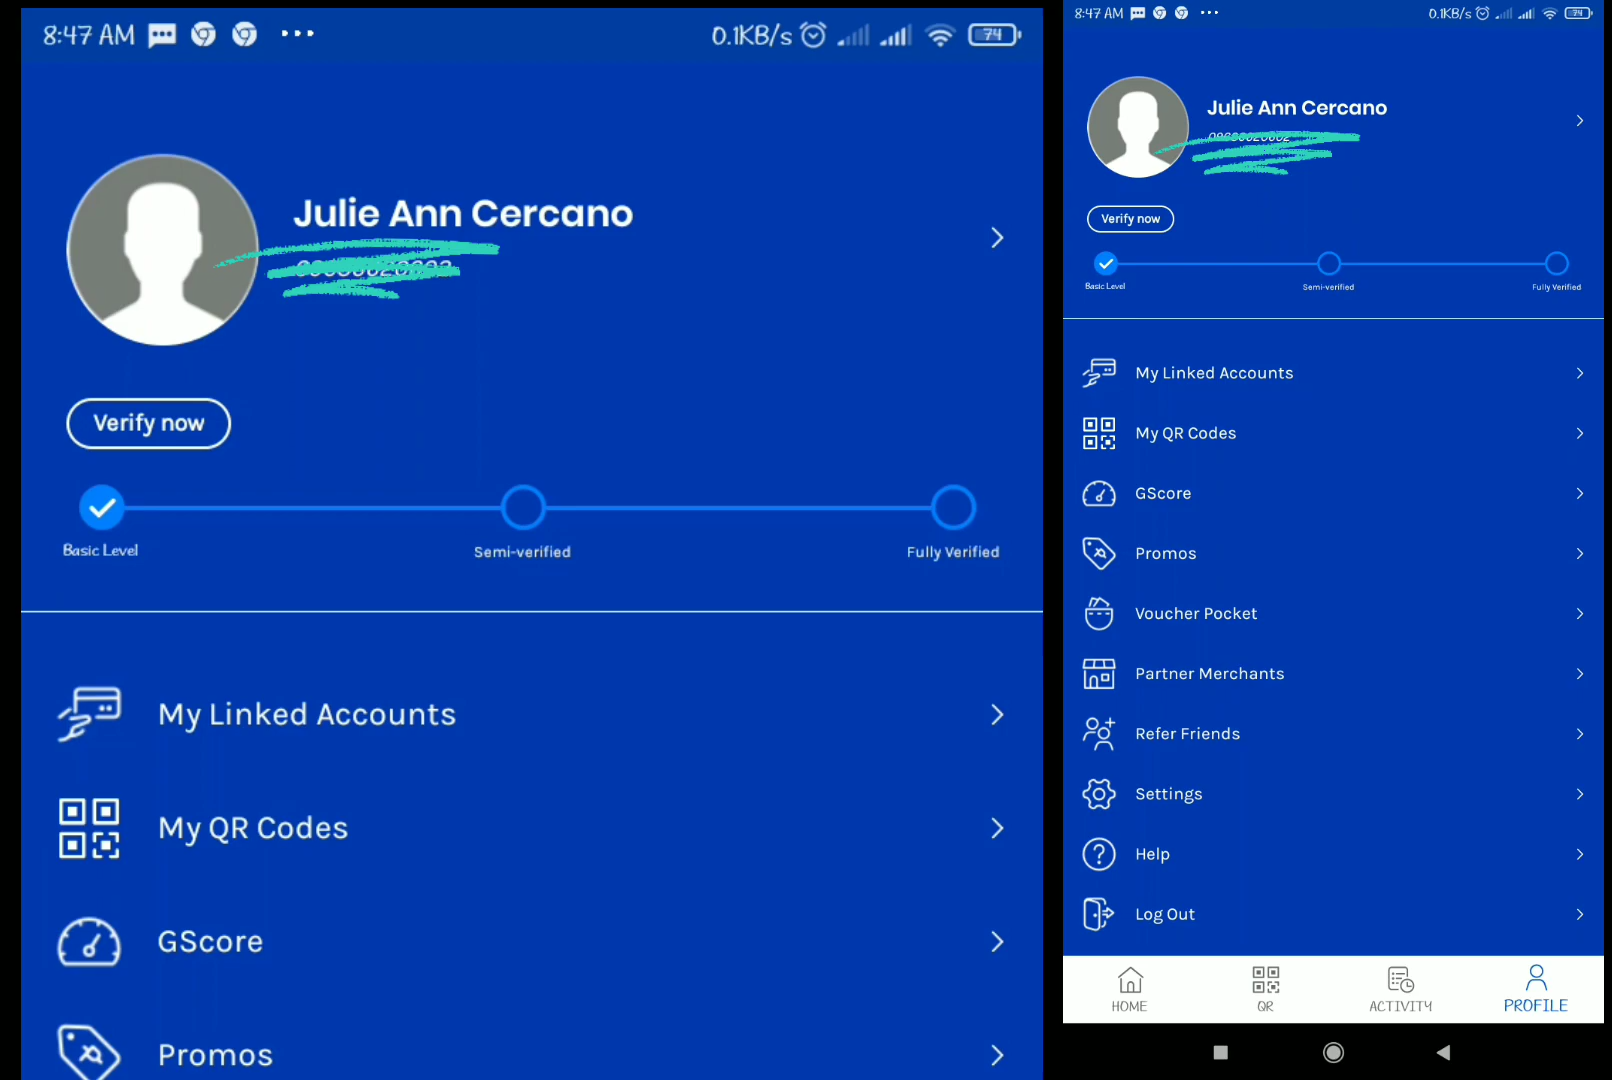 8:47 AM
0.1KB/s
74
Julie Ann Cercano
Verify now
Basic Level
Semi-verified
Fully Verified
My Linked Accounts
My QR Codes
GScore
Promos
8:47 AM
0.1KB/s
74
Julie Ann Cercano
Verify now
Basic Level
Semi-verified
Fully Verified
My Linked Accounts
My QR Codes
GScore
Promos
Voucher Pocket
Partner Merchants
Refer Friends
Settings
Help
Log Out
HOME
QR
ACTIVITY
PROFILE